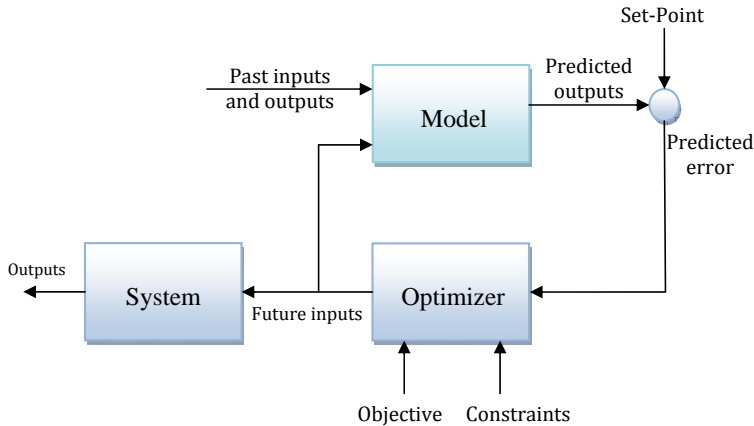 Set-Point
Past inputs
and outputs
Model
Predicted
outputs
Predicted
error
Outputs
System
Future inputs
Optimizer
Objective
Constraints